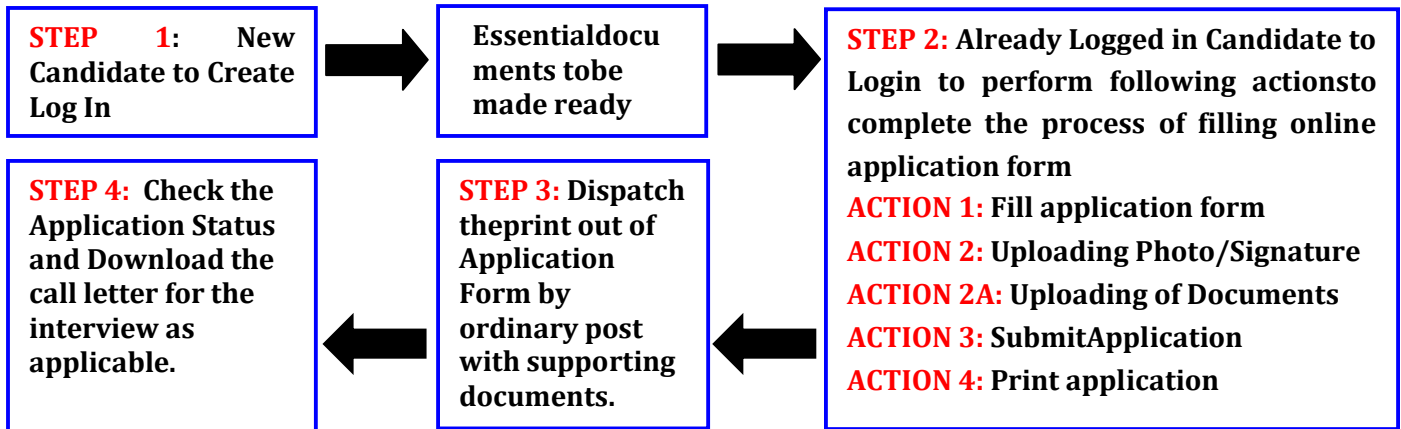 STEP 1: New
Candidate to Create
Log In
Essentialdocu
ments tobe
made ready
STEP 2: Already Logged in Candidate to
Login to perform following actionsto
complete the process of filling online
application form
ACTION 1: Fill application form
ACTION 2: Uploading Photo/Signature
ACTION 2A: Uploading of Documents
ACTION 3: SubmitApplication
ACTION 4: Print application
STEP 3: Dispatch
theprint out of
Application
Form by
ordinary post
with supporting
documents.
STEP 4: Check the
Application Status
and Download the
call letter for the
interview as
applicable.